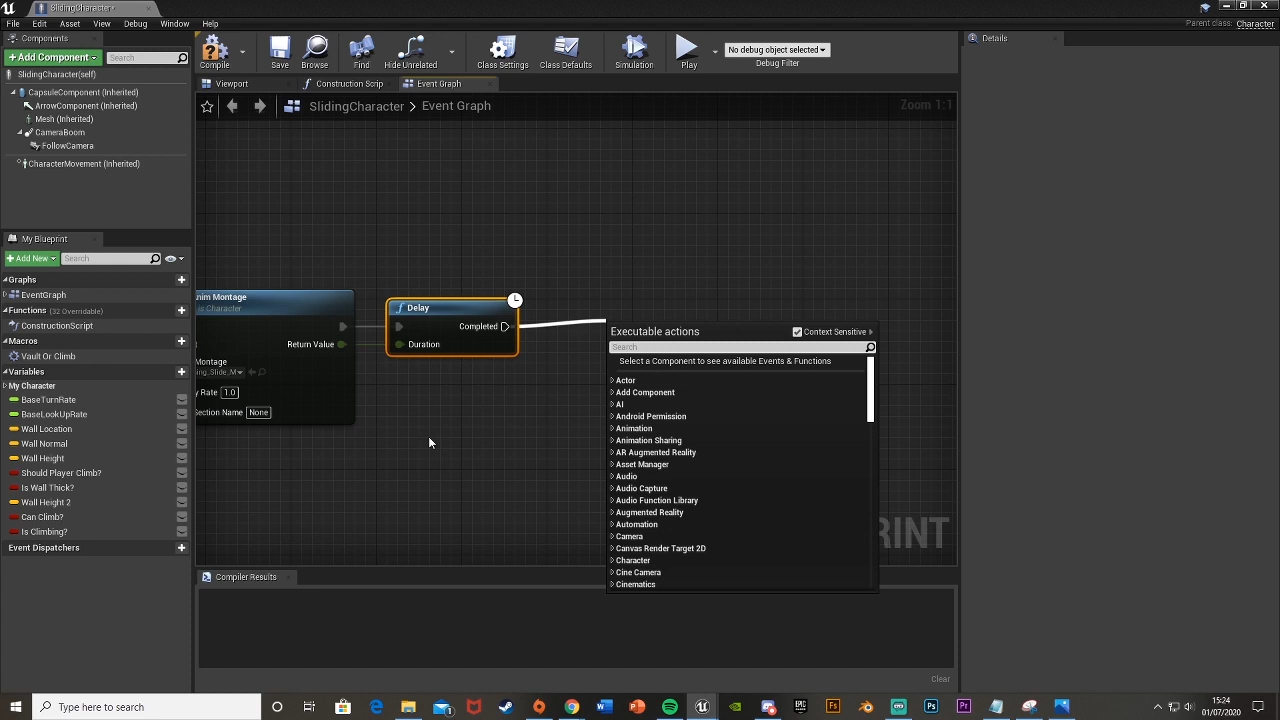 SlidingCharacter*
File Edit Asset View Debug Window Help
Parent class: Character
Components
+Add Component
Search
SlidingCharacter(self)
CapsuleComponent (Inherited)
ArrowComponent (Inherited)
Mesh (Inherited)
CameraBoom
FollowCamera
CharacterMovement (Inherited)
My Blueprint
+Add New
Search
Graphs
EventGraph
Functions (32 Overridable)
ConstructionScript
Macros
Vault Or Climb
Variables
My Character
BaseTurnRate
BaseLookUpRate
Wall Location
Wall Normal
Wall Height
Should Player Climb?
Is Wall Thick?
Wall Height 2
Can Climb?
Is Climbing?
Event Dispatchers
Compile
Save
Browse
Find
Hide Unrelated
Class Settings
Class Defaults
Simulation
Play
No debug object selected
Debug Filter
Viewport
Construction Scrip
Event Graph
SlidingCharacter > Event Graph
Zoom 1:1
nim Montage
is Character
Return Value
Montage
ing_Slide_M
y Rate 1.0
Section Name None
Delay
Completed
Duration
Executable actions
Context Sensitive
Search
Select a Component to see available Events & Functions
Actor
Add Component
AI
Android Permission
Animation
Animation Sharing
AR Augmented Reality
Asset Manager
Audio
Audio Capture
Audio Function Library
Augmented Reality
Automation
Camera
Canvas Render Target 2D
Character
Cine Camera
Cinematics
RINT
Compiler Results
Clear
Details
Type here to search
15:24
01/07/2020